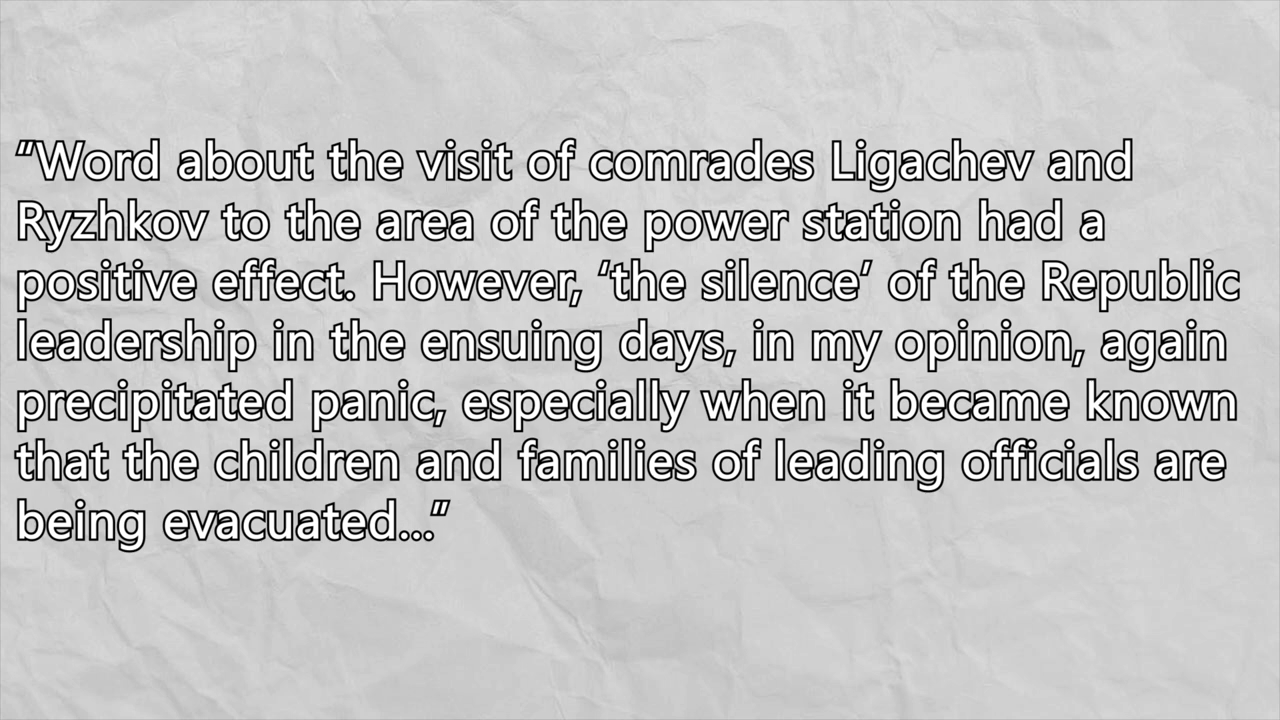 “Word about the visit of comrades Ligachev and
Ryzhkov to the area of the power station had a
positive effect. However, ‘the silence’ of the Republic
leadership in the ensuing days, in my opinion, again
precipitated panic, especially when it became known
that the children and families of leading officials are
being evacuated...”